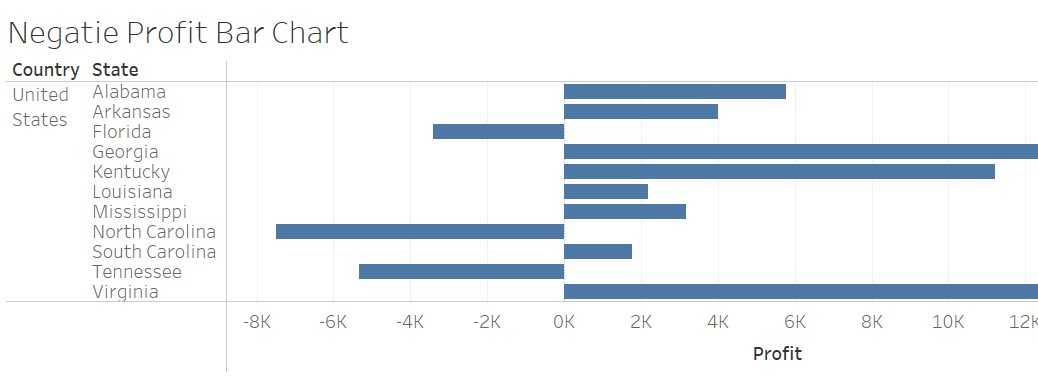 Negatie Profit Bar Chart
Country State
United
States
Alabama
Arkansas
Florida
Georgia
Kentucky
Louisiana
Mississippi
North Carolina
South Carolina
Tennessee
Virginia
-8K -6K -4K -2K 0K 2K 4K 6K 8K 10K 12K
Profit